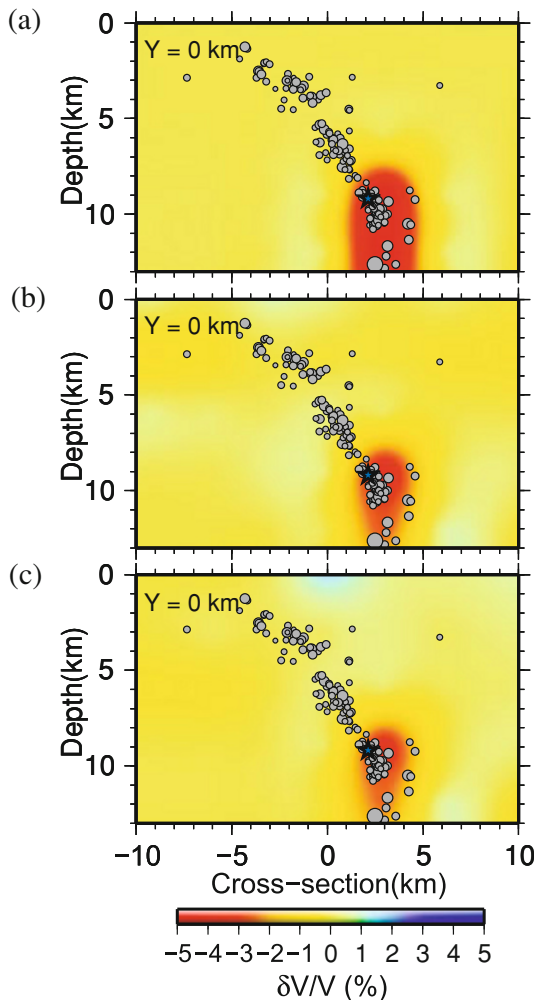 (a)
0
5
10
Depth(km)
Y = 0 km
(b)
0
5
10
Depth(km)
Y = 0 km
(c)
0
5
10
Depth(km)
Y = 0 km
−10 −5 0 5 10
Cross−section(km)
−5 −4 −3 −2 −1 0 1 2 3 4 5
δV/V (%)